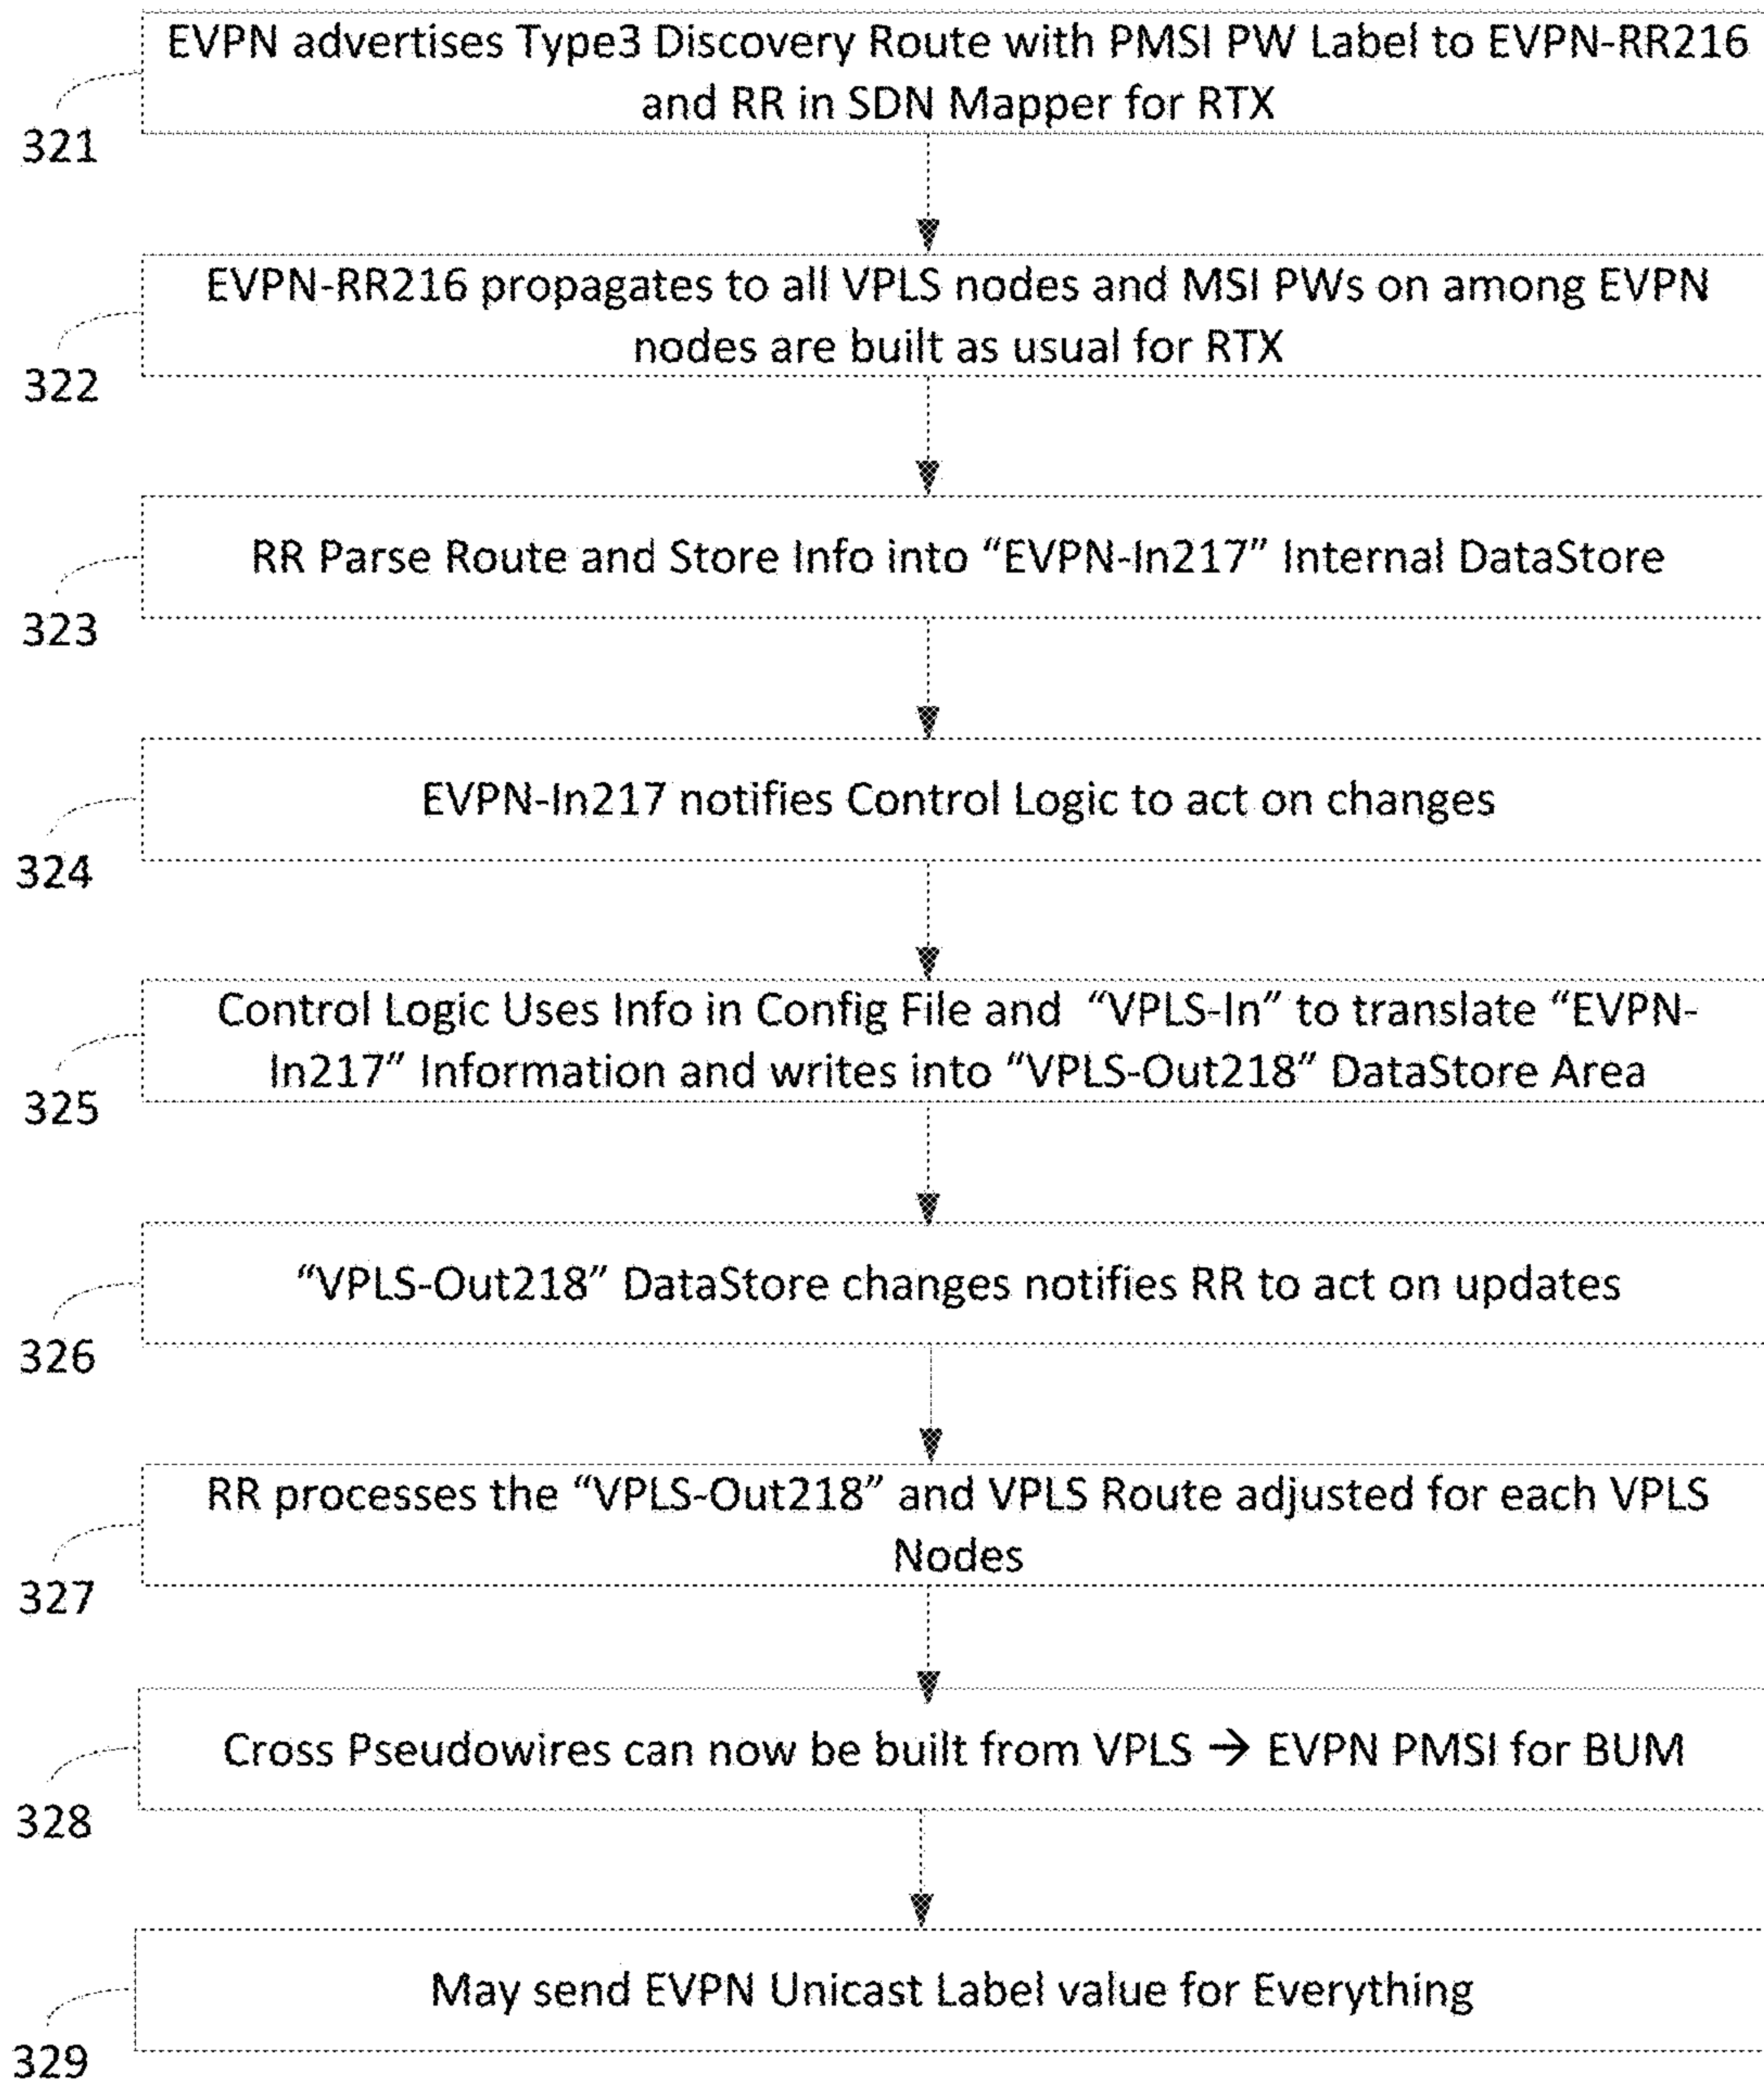 EVPN advertises Type3 Discovery Route with PMSI PW Label to EVPN-RR216
and RR in SDN Mapper for RTX
321
EVPN-RR216 propagates to all VPLS nodes and MSI PWs on among EVPN
nodes are built as usual for RTX
322
RR Parse Route and Store Info into “EVPN-In217” Internal DataStore
323
EVPN-In217 notifies Control Logic to act on changes
324
Control Logic Uses Info in Config File and “VPLS-In” to translate “EVPN-
In217” Information and writes into “VPLS-Out218” DataStore Area
325
“VPLS-Out218” DataStore changes notifies RR to act on updates
326
RR processes the “VPLS-Out218” and VPLS Route adjusted for each VPLS
Nodes
327
Cross Pseudowires can now be built from VPLS → EVPN PMSI for BUM
328
May send EVPN Unicast Label value for Everything
329